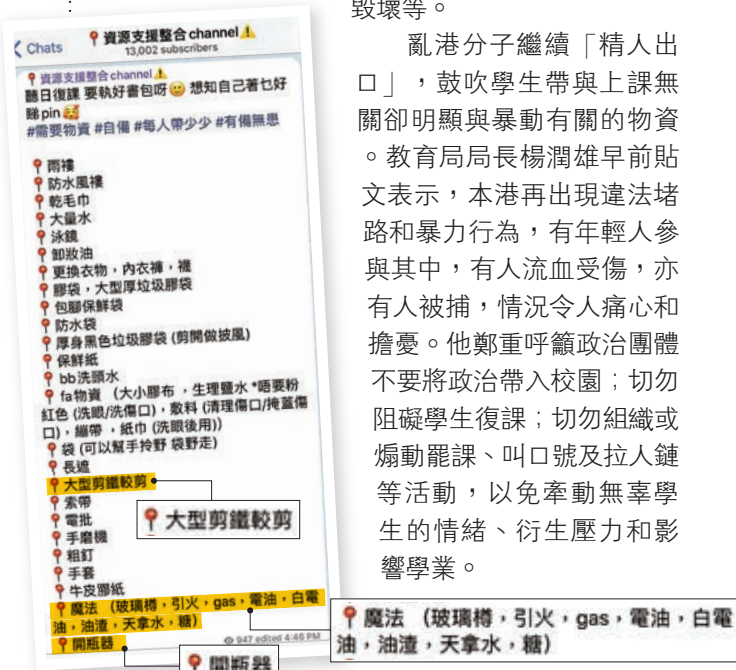 Chats
資源支援整合 channel
13,002 subscribers
資源支援整合channel
聽日復課 要執好書包呀 想知自己著乜好
睇pin
#需要物資 #自備 #每人帶少少 #有備無患
雨褸
防水風褸
乾毛巾
大量水
泳鏡
卸妝油
更換衣物，內衣褲，襪
膠袋，大型厚垃圾膠袋
包腳保鮮袋
防水袋
厚身黑色垃圾膠袋 (剪開做披風)
保鮮紙
bb洗頭水
fa物資 （大小膠布 ，生理鹽水 *唔要粉
紅色 (洗眼/洗傷口)，敷料 (清理傷口/掩蓋傷
口)，繃帶 ，紙巾 (洗眼後用)）
袋 (可以幫手拎野 袋野走)
長遮
大型剪鐵較剪
索帶
電批
手磨機
粗釘
手套
牛皮膠紙
魔法 （玻璃樽，引火，gas，電油，白電
油，油渣，天拿水，糖）
開瓶器
947 edited 4:46 PM
大型剪鐵較剪
魔法 （玻璃樽，引火，gas，電油，白電
油，油渣，天拿水，糖）
開瓶器
毀壞等。
亂港分子繼續「精人出
口」，鼓吹學生帶與上課無
關卻明顯與暴動有關的物資
。教育局局長楊潤雄早前貼
文表示，本港再出現違法堵
路和暴力行為，有年輕人參
與其中，有人流血受傷，亦
有人被捕，情況令人痛心和
擔憂。他鄭重呼籲政治團體
不要將政治帶入校園；切勿
阻礙學生復課；切勿組織或
煽動罷課、叫口號及拉人鏈
等活動，以免牽動無辜學
生的情緒、衍生壓力和影
響學業。